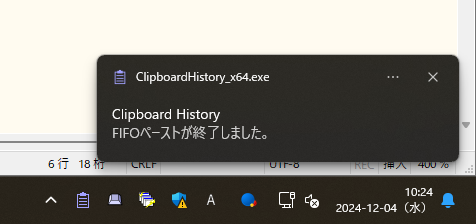 ClipboardHistory_x64.exe
Clipboard History
FIFOペーストが終了しました。
6 行 18 桁 CRLF UTF-8 REC 挿入 400 %
A 10:24
2024-12-04 (水)